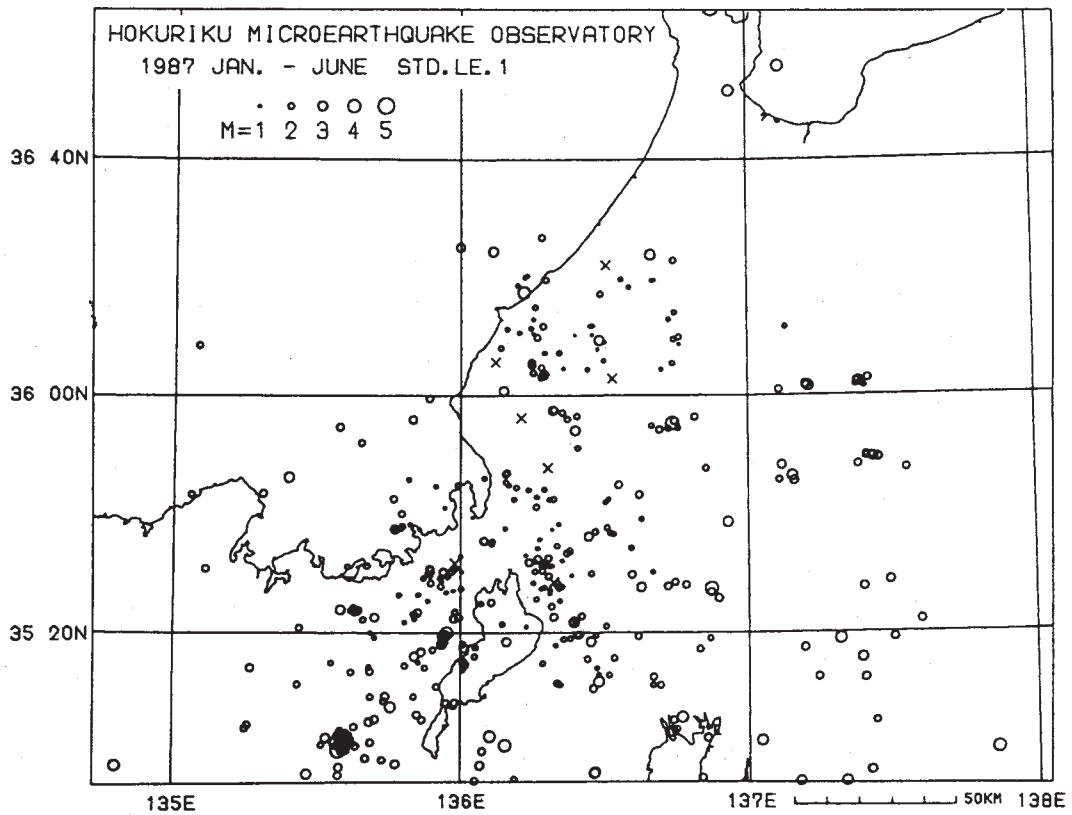 HOKURIKU MICROEARTHQUAKE OBSERVATORY
1987 JAN. - JUNE STD.LE.1
M=1 2 3 4 5
36 40N
36 00N
35 20N
135E 136E 137E 50KM 138E